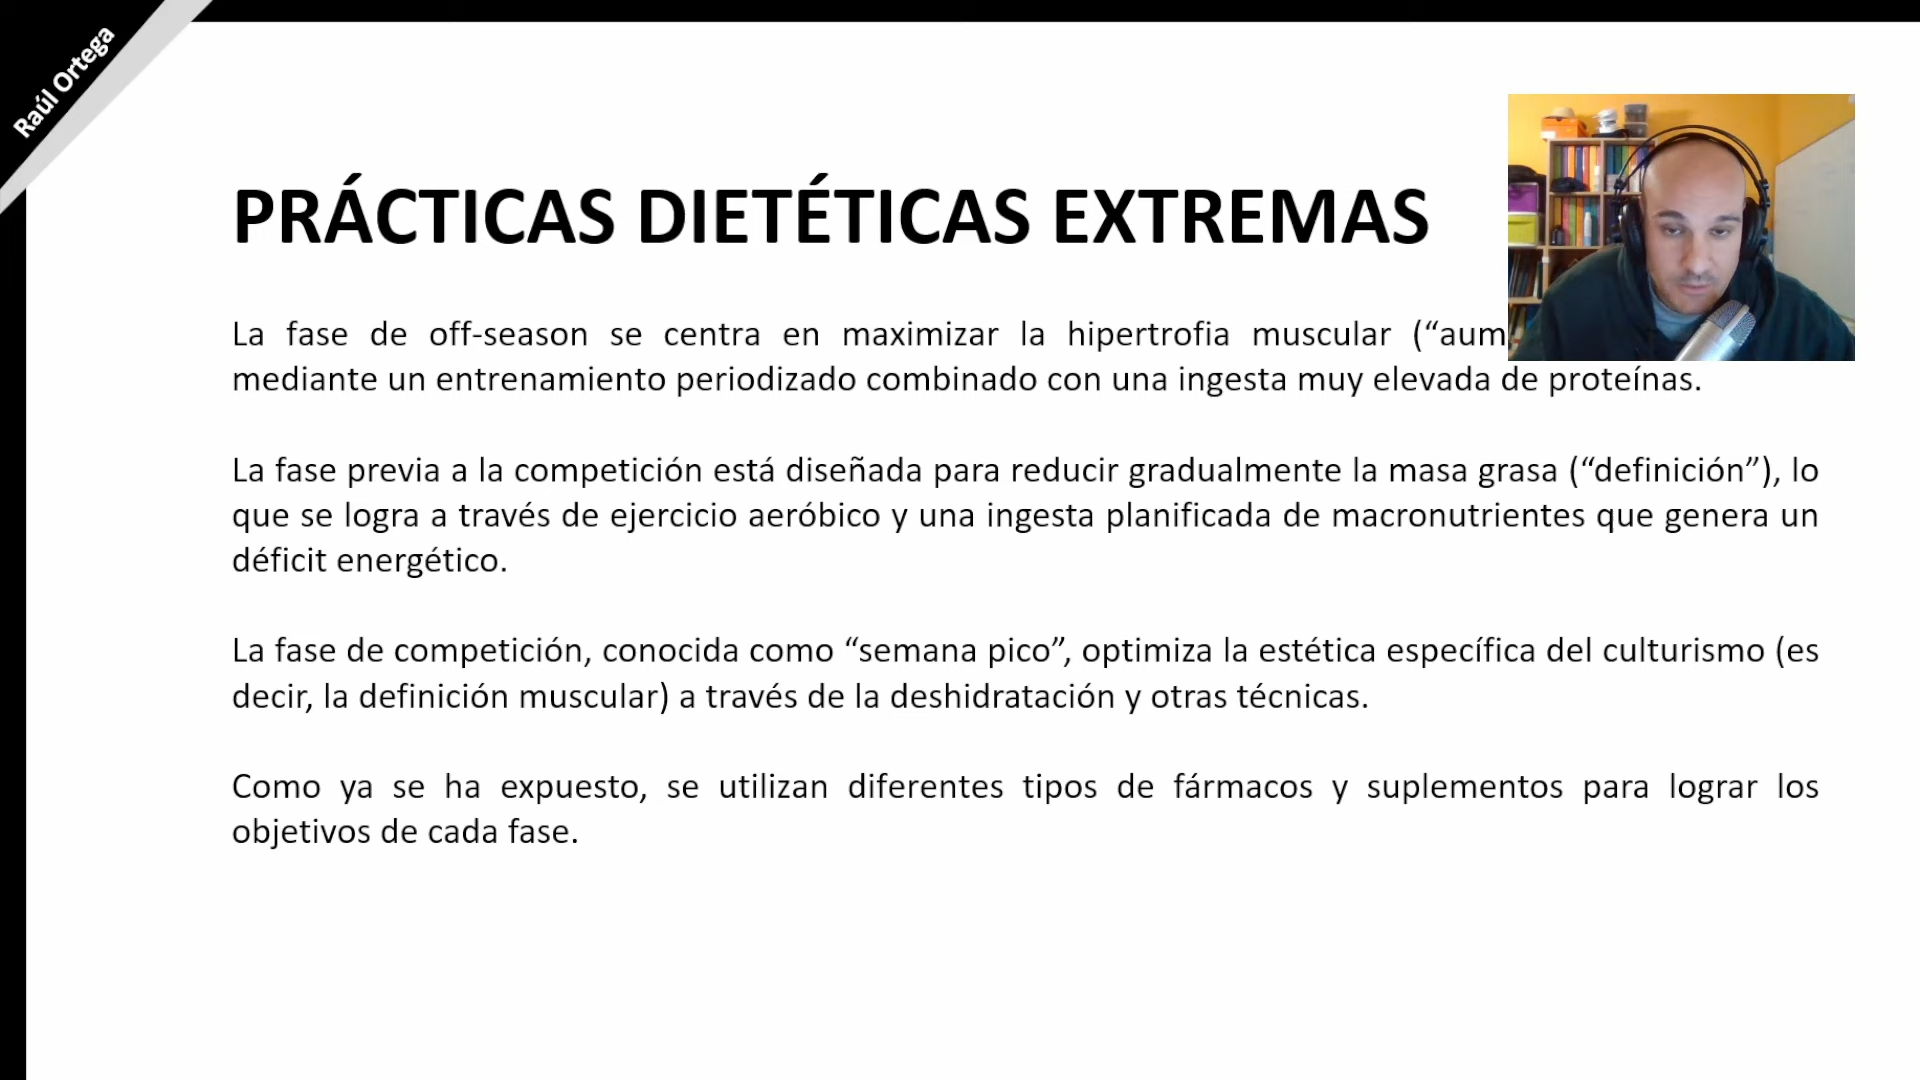 Raúl Ortega
PRÁCTICAS DIETÉTICAS EXTREMAS
La fase de off-season se centra en maximizar la hipertrofia muscular (“aum
mediante un entrenamiento periodizado combinado con una ingesta muy elevada de proteínas.
La fase previa a la competición está diseñada para reducir gradualmente la masa grasa (“definición”), lo
que se logra a través de ejercicio aeróbico y una ingesta planificada de macronutrientes que genera un
déficit energético.
La fase de competición, conocida como “semana pico”, optimiza la estética específica del culturismo (es
decir, la definición muscular) a través de la deshidratación y otras técnicas.
Como ya se ha expuesto, se utilizan diferentes tipos de fármacos y suplementos para lograr los
objetivos de cada fase.